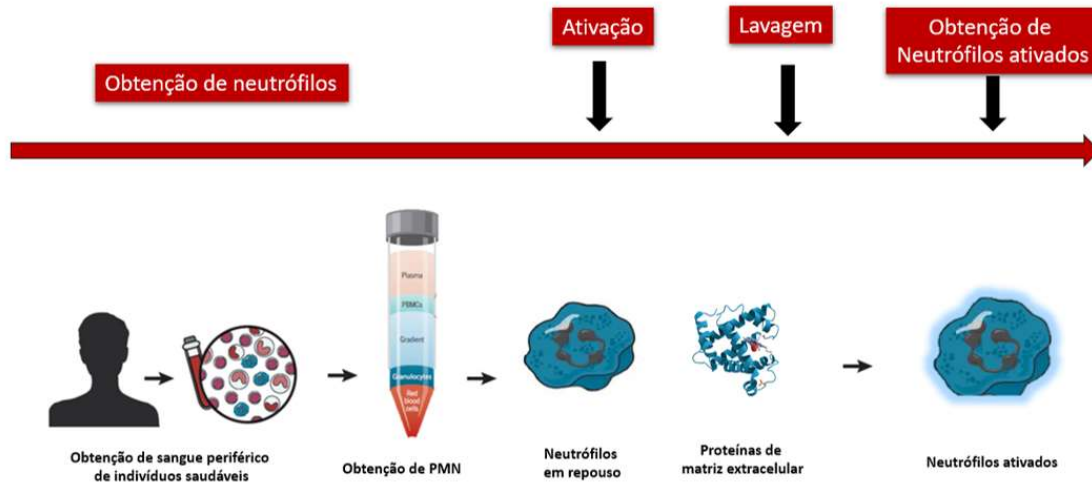 Ativação
Lavagem
Obtenção de
Neutrófilos ativados
Obtenção de neutrófilos
Plasma
PBMCs
Gradient
Granulocytes
Red
blood
cells
Obtenção de sangue periférico
de indivíduos saudáveis
Obtenção de PMN
Neutrófilos
em repouso
Proteínas de
matriz extracelular
Neutrófilos ativados